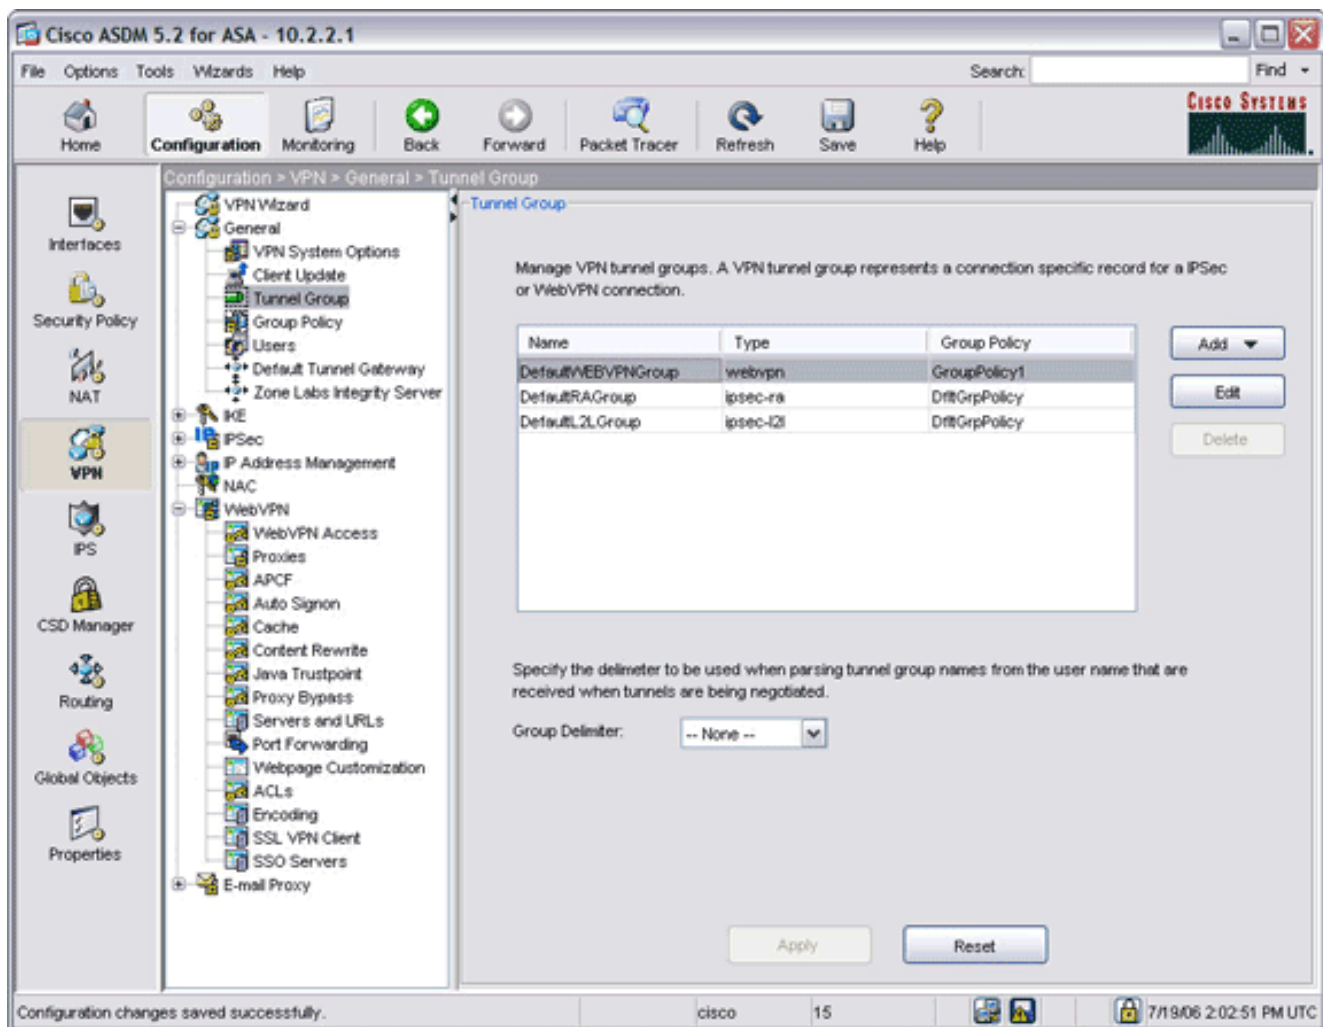 Cisco ASDM 5.2 for ASA - 10.2.2.1
File Options Tools Wizards Help
Search:
Find
Home
Configuration
Monitoring
Back
Forward
Packet Tracer
Refresh
Save
Help
CISCO SYSTEMS
Configuration > VPN > General > Tunnel Group
Interfaces
Security Policy
NAT
VPN
IPS
CSD Manager
Routing
Global Objects
Properties
VPN Wizard
General
VPN System Options
Client Update
Tunnel Group
Group Policy
Users
Default Tunnel Gateway
Zone Labs Integrity Server
IKE
IPSec
IP Address Management
NAC
WebVPN
WebVPN Access
Proxies
APCF
Auto Signon
Cache
Content Rewrite
Java Trustpoint
Proxy Bypass
Servers and URLs
Port Forwarding
Webpage Customization
ACLs
Encoding
SSL VPN Client
SSO Servers
E-mail Proxy
Tunnel Group
Manage VPN tunnel groups. A VPN tunnel group represents a connection specific record for a IPSec
or WebVPN connection.
Name Type Group Policy
DefaultWEBVPNGroup webvpn GroupPolicy1
DefaultRAGroup ipsec-ra DfltGrpPolicy
DefaultL2LGroup ipsec-l2l DfltGrpPolicy
Add
Edit
Delete
Specify the delimeter to be used when parsing tunnel group names from the user name that are
received when tunnels are being negotiated.
Group Delimiter: -- None --
Apply
Reset
Configuration changes saved successfully.
cisco
15
7/19/06 2:02:51 PM UTC